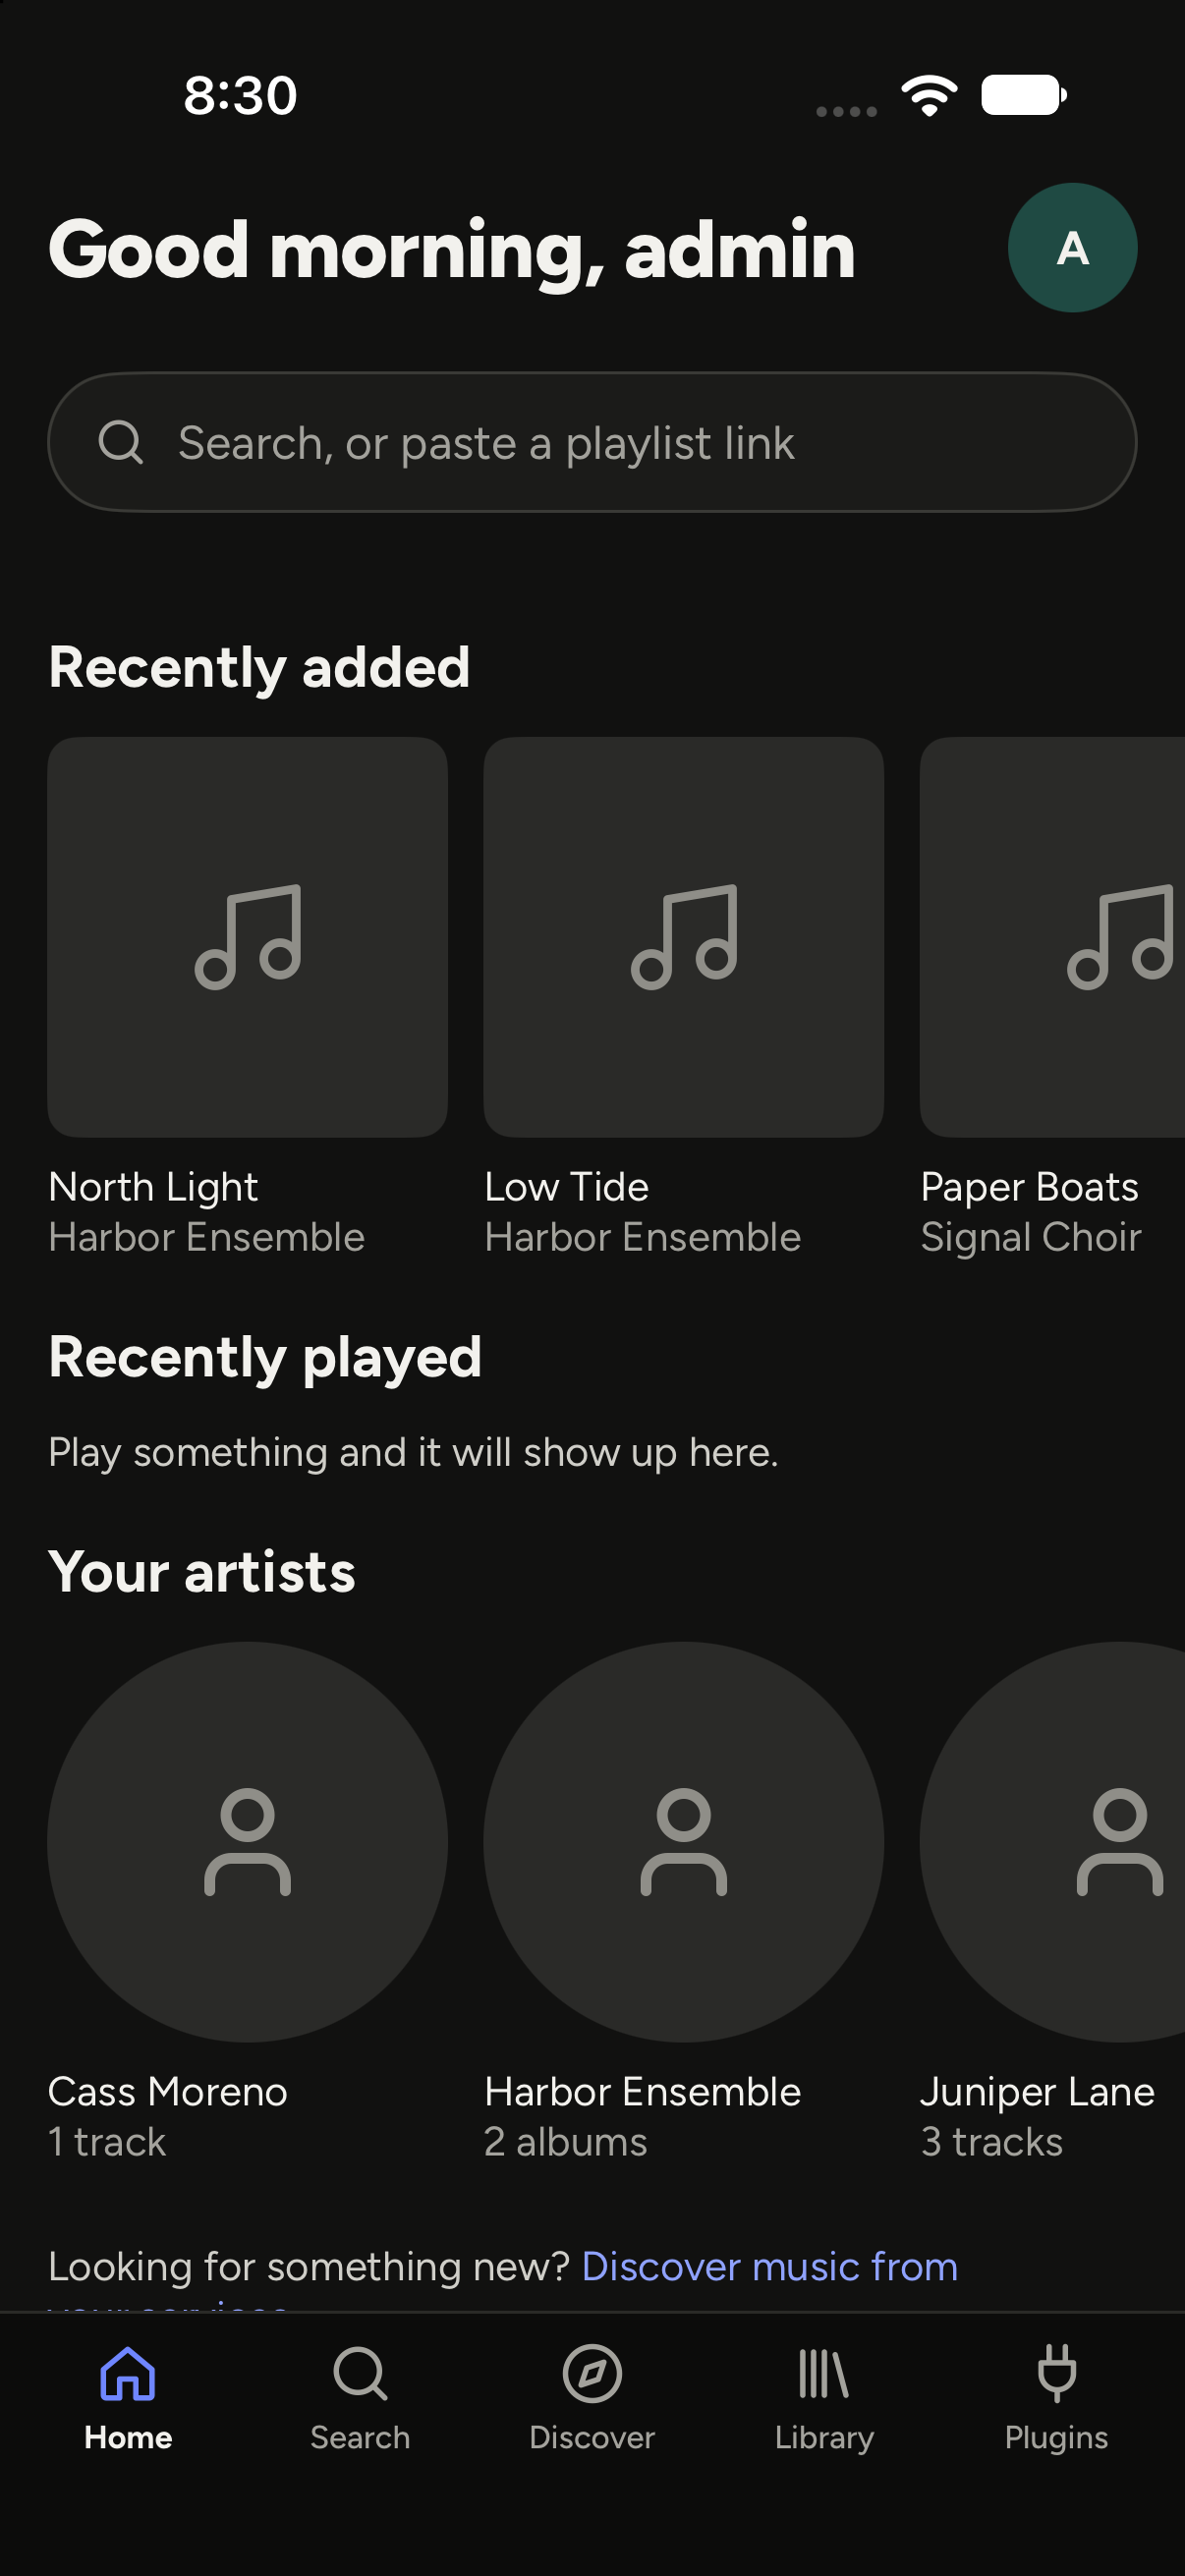 8:30
Good morning, admin
A
Search, or paste a playlist link
Recently added
North Light
Harbor Ensemble
Low Tide
Harbor Ensemble
Paper Boats
Signal Choir
Recently played
Play something and it will show up here.
Your artists
Cass Moreno
1 track
Harbor Ensemble
2 albums
Juniper Lane
3 tracks
Looking for something new? Discover music from
Home
Search
Discover
Library
Plugins